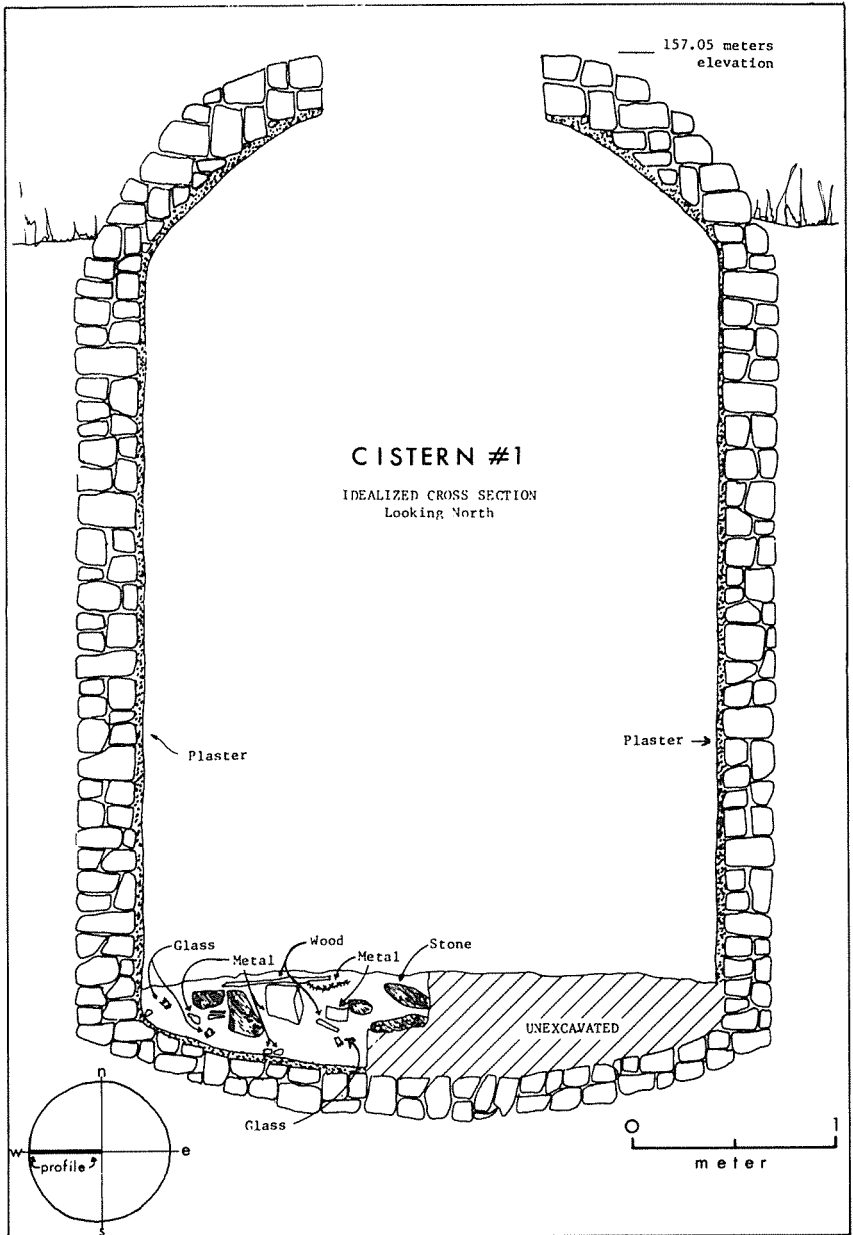 157.05 meters
elevation
CISTERN #1
IDEALIZED CROSS SECTION
Looking North
Plaster
Plaster
Glass
Metal
Wood
Metal
Stone
UNEXCAVATED
Glass
n
w
profile
e
s
0 1
meter